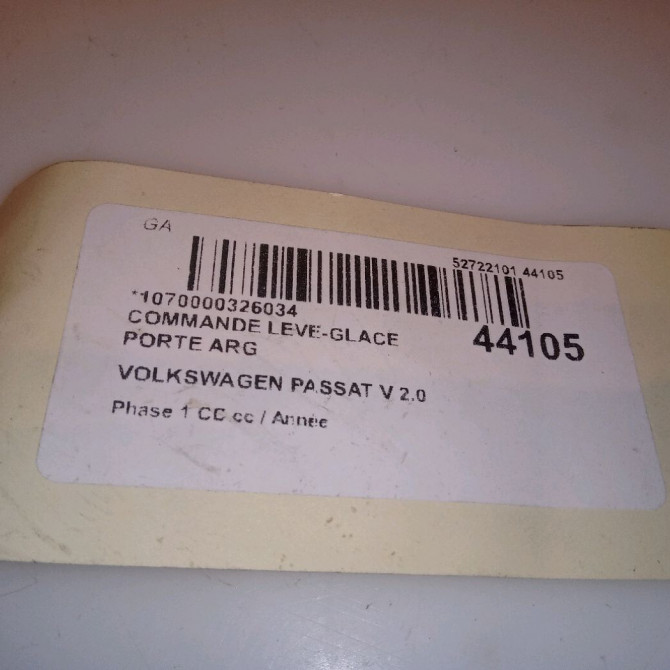 GA
52722101 44105
*1070000326034
COMMANDE LEVE-GLACE
44105
PORTE ARG
VOLKSWAGEN PASSAT V 2.0
Phase 1 CC cc / Année